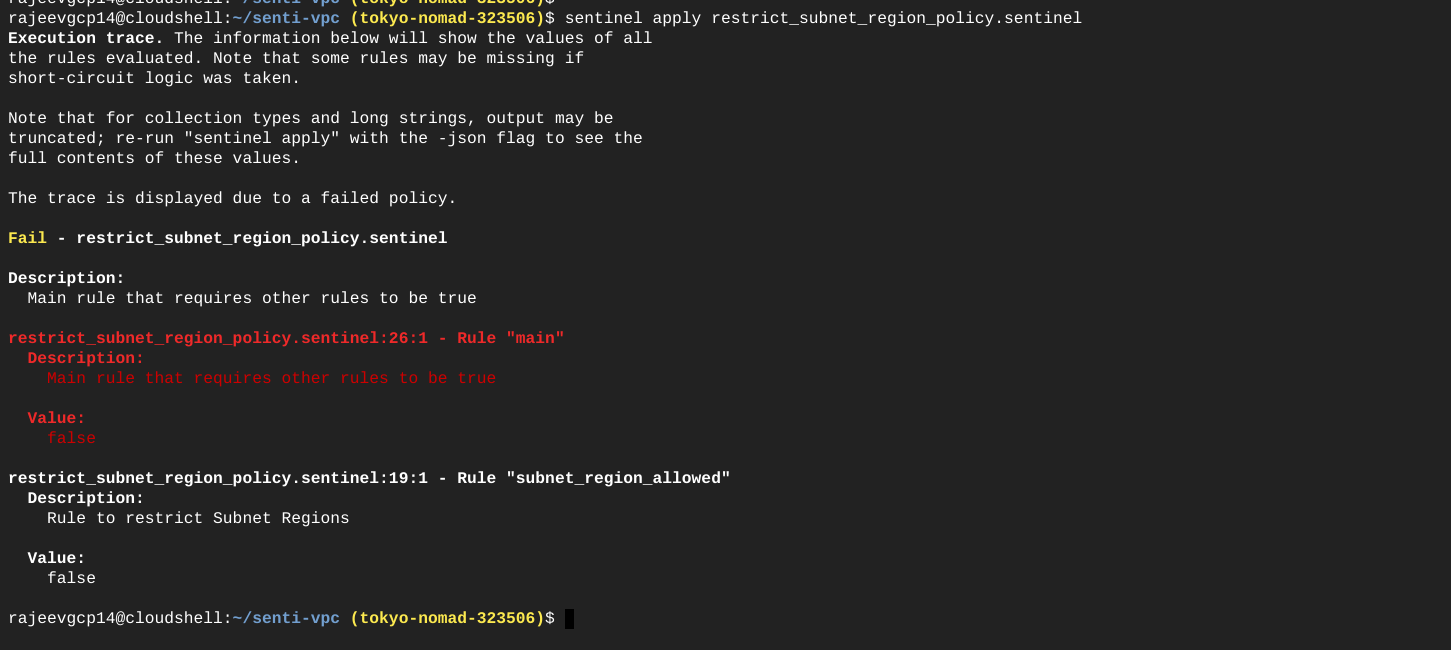 rajeevgcp14@cloudshell:~/senti-vpc (tokyo-nomad-323506)$
rajeevgcp14@cloudshell:~/senti-vpc (tokyo-nomad-323506)$ sentinel apply restrict_subnet_region_policy.sentinel
Execution trace. The information below will show the values of all
the rules evaluated. Note that some rules may be missing if
short-circuit logic was taken.
Note that for collection types and long strings, output may be
truncated; re-run "sentinel apply" with the -json flag to see the
full contents of these values.
The trace is displayed due to a failed policy.
Fail - restrict_subnet_region_policy.sentinel
Description:
Main rule that requires other rules to be true
restrict_subnet_region_policy.sentinel:26:1 - Rule "main"
Description:
Main rule that requires other rules to be true
Value:
false
restrict_subnet_region_policy.sentinel:19:1 - Rule "subnet_region_allowed"
Description:
Rule to restrict Subnet Regions
Value:
false
rajeevgcp14@cloudshell:~/senti-vpc (tokyo-nomad-323506)$